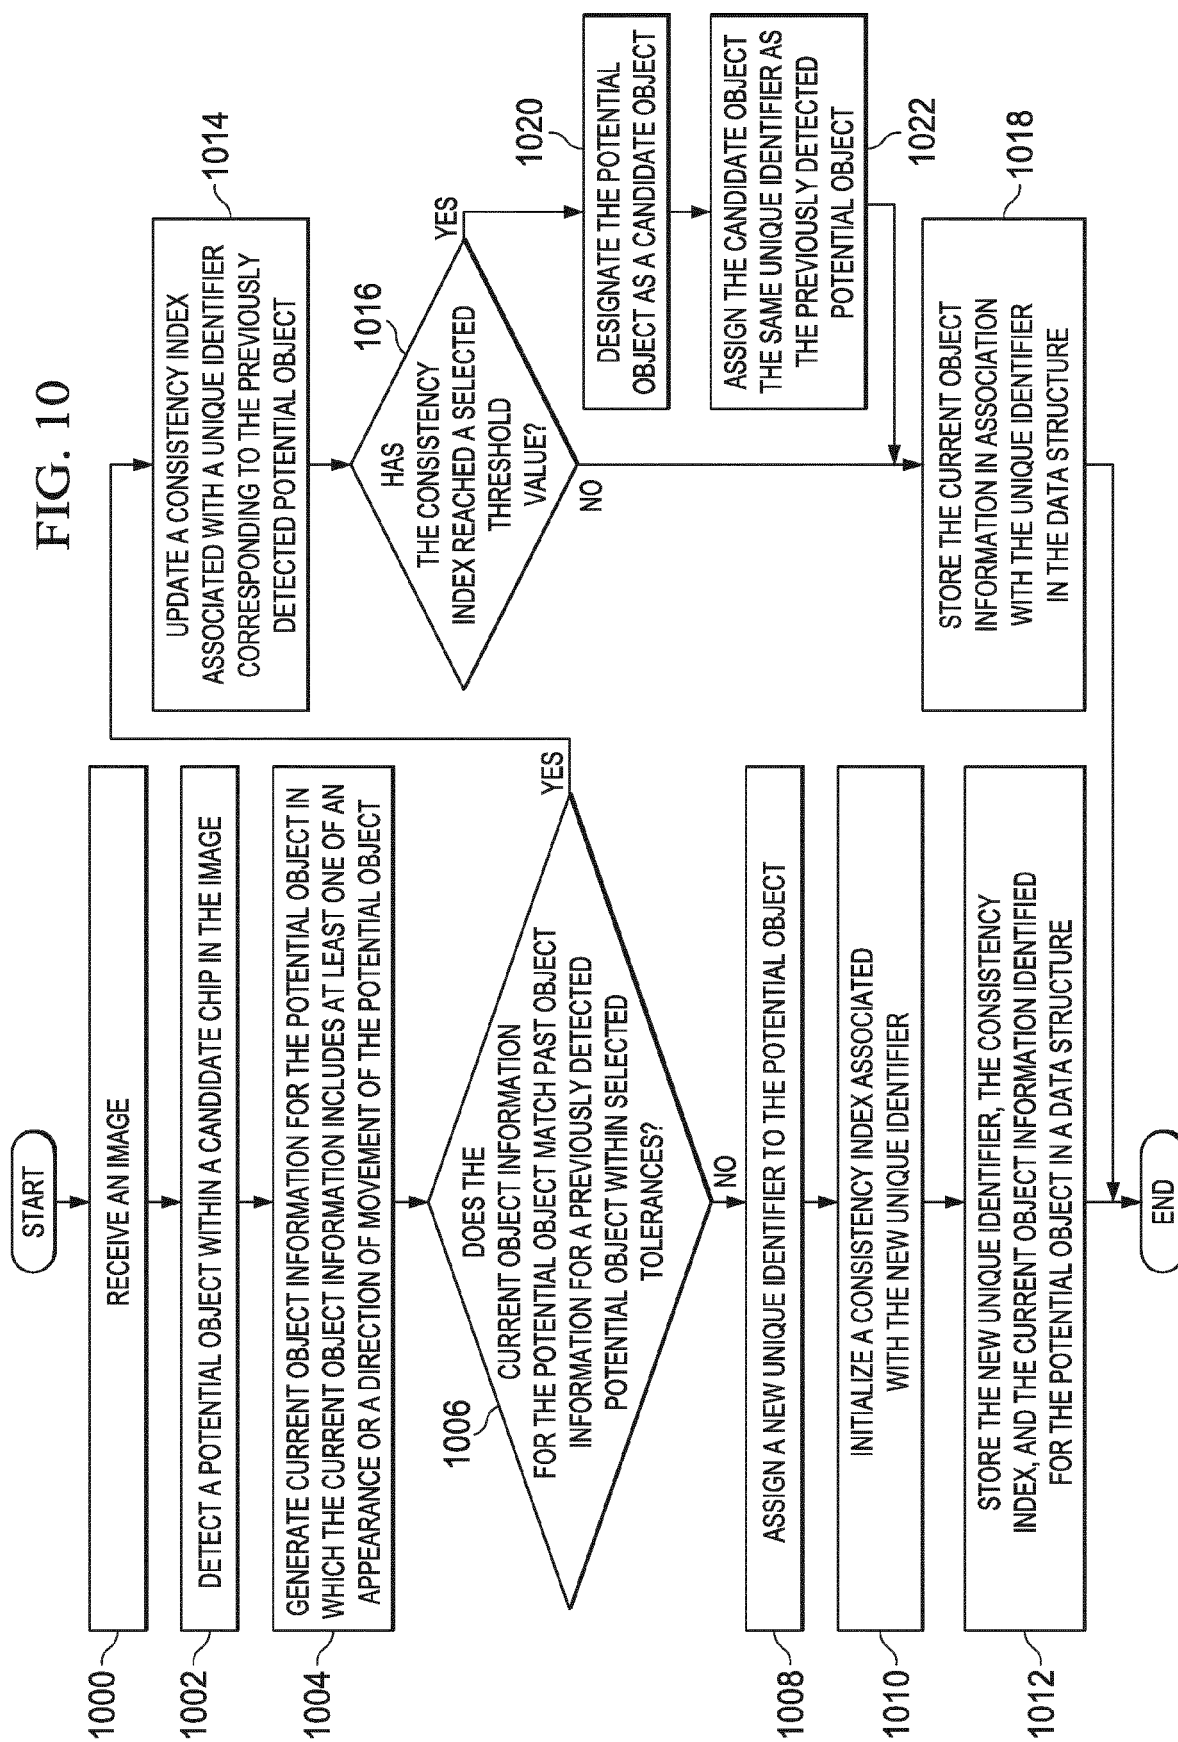 FIG. 10
START
1000
RECEIVE AN IMAGE
1002
DETECT A POTENTIAL OBJECT WITHIN A CANDIDATE CHIP IN THE IMAGE
1004
GENERATE CURRENT OBJECT INFORMATION FOR THE POTENTIAL OBJECT IN
WHICH THE CURRENT OBJECT INFORMATION INCLUDES AT LEAST ONE OF AN
APPEARANCE OR A DIRECTION OF MOVEMENT OF THE POTENTIAL OBJECT
1006
DOES THE
CURRENT OBJECT INFORMATION
FOR THE POTENTIAL OBJECT MATCH PAST OBJECT
INFORMATION FOR A PREVIOUSLY DETECTED
POTENTIAL OBJECT WITHIN SELECTED
TOLERANCES?
YES
NO
1008
ASSIGN A NEW UNIQUE IDENTIFIER TO THE POTENTIAL OBJECT
1010
INITIALIZE A CONSISTENCY INDEX ASSOCIATED
WITH THE NEW UNIQUE IDENTIFIER
1012
STORE THE NEW UNIQUE IDENTIFIER, THE CONSISTENCY
INDEX, AND THE CURRENT OBJECT INFORMATION IDENTIFIED
FOR THE POTENTIAL OBJECT IN A DATA STRUCTURE
END
1014
UPDATE A CONSISTENCY INDEX
ASSOCIATED WITH A UNIQUE IDENTIFIER
CORRESPONDING TO THE PREVIOUSLY
DETECTED POTENTIAL OBJECT
1016
HAS
THE CONSISTENCY
INDEX REACHED A SELECTED
THRESHOLD
VALUE?
YES
NO
1020
DESIGNATE THE POTENTIAL
OBJECT AS A CANDIDATE OBJECT
ASSIGN THE CANDIDATE OBJECT
THE SAME UNIQUE IDENTIFIER AS
THE PREVIOUSLY DETECTED
POTENTIAL OBJECT
1022
1018
STORE THE CURRENT OBJECT
INFORMATION IN ASSOCIATION
WITH THE UNIQUE IDENTIFIER
IN THE DATA STRUCTURE